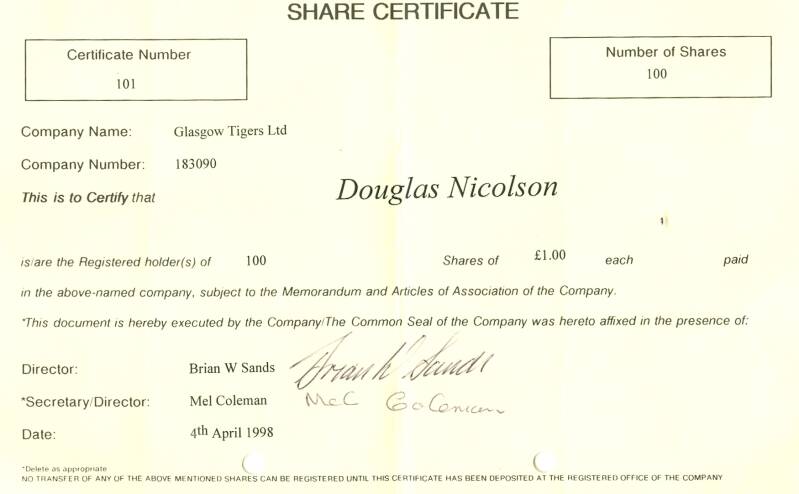 SHARE CERTIFICATE
Certificate Number
101
Number of Shares
100
Company Name: Glasgow Tigers Ltd
Company Number: 183090
This is to Certify that Douglas Nicolson
is/are the Registered holder(s) of 100 Shares of £1.00 each paid
in the above-named company, subject to the Memorandum and Articles of Association of the Company.
*This document is hereby executed by the Company/The Common Seal of the Company was hereto affixed in the presence of:
Director: Brian W Sands Brian W Sands
*Secretary/Director: Mel Coleman Mel Coleman
Date: 4th April 1998
*Delete as appropriate
NO TRANSFER OF ANY OF THE ABOVE MENTIONED SHARES CAN BE REGISTERED UNTIL THIS CERTIFICATE HAS BEEN DEPOSITED AT THE REGISTERED OFFICE OF THE COMPANY